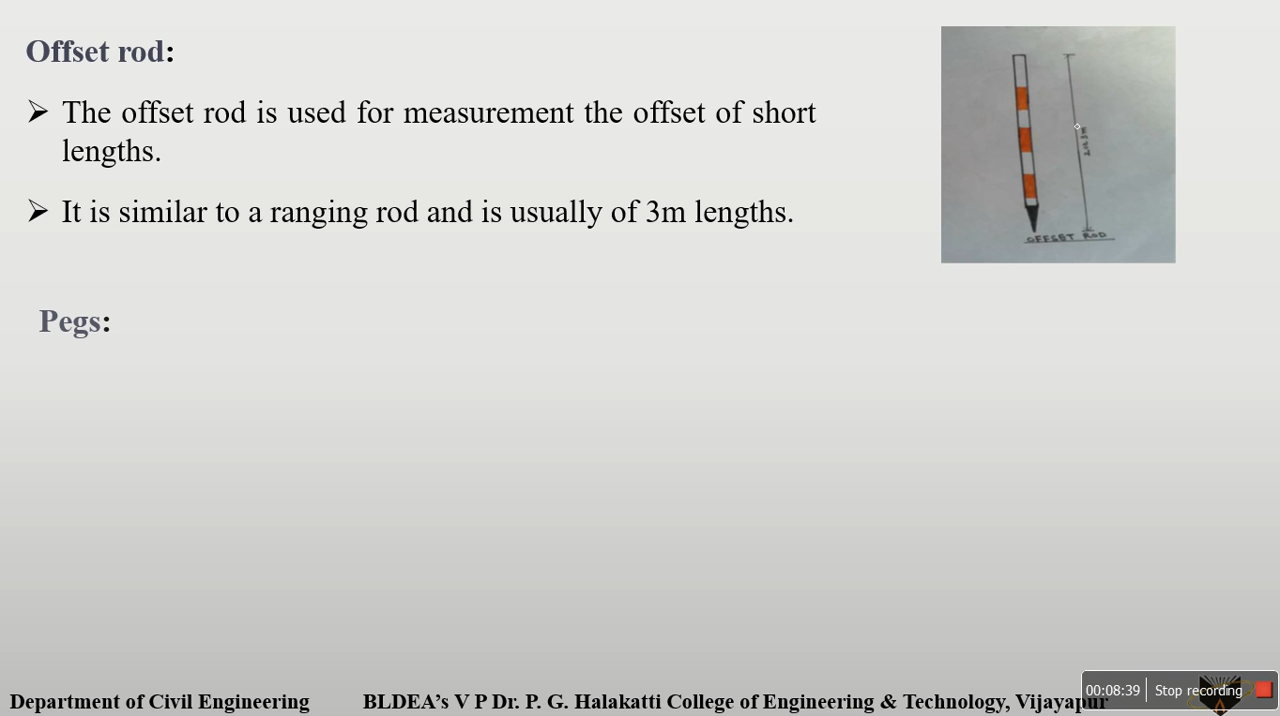 Offset rod:
➢ The offset rod is used for measurement the offset of short
lengths.
➢ It is similar to a ranging rod and is usually of 3m lengths.
OFFSET ROD
Pegs:
Department of Civil Engineering
BLDEA's V P Dr. P. G. Halakatti College of Engineering & Technology, Vijayapur
00:08:39 Stop recording